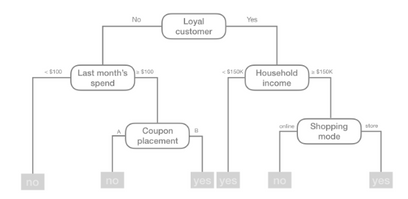 Loyal
customer
No
Yes
Last month's
spend
< $100
≥ $100
Household
income
< $150K
≥ $150K
Coupon
placement
A
B
Shopping
mode
online
store
no
no
yes
yes
no
yes